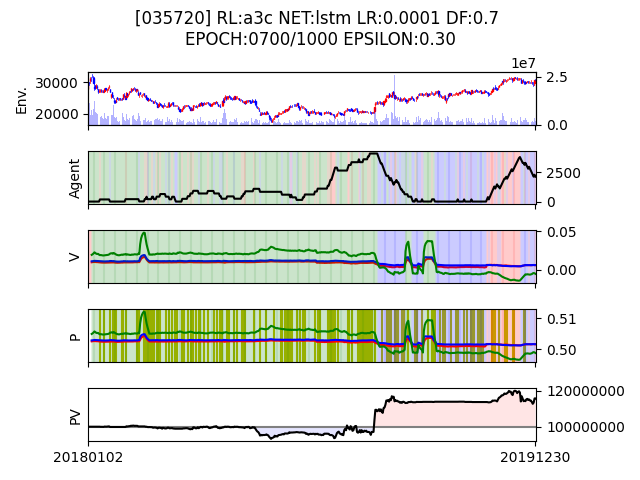 [035720] RL:a3c NET:lstm LR:0.0001 DF:0.7
EPOCH:0700/1000 EPSILON:0.30
1e7
Env.
30000
20000
2.5
0.0
Agent
2500
0
V
0.05
0.00
P
0.51
0.50
PV
120000000
100000000
20180102
20191230